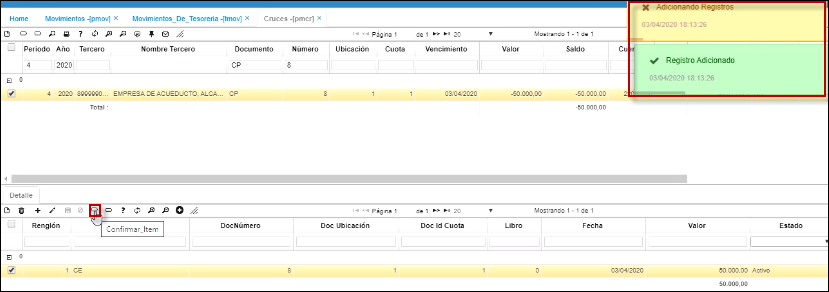 Home Movimientos -[pmov] ✕ Movimientos_De_Tesoreria -[tmov] ✕ Cruces -[pmcr] ✕
Adicionando Registros
03/04/2020 18:13:26
Registro Adicionado
03/04/2020 18:13:26
Página 1 de 1 20 Mostrando 1 - 1 de 1
Periodo Año Tercero Nombre Tercero Documento Número Ubicación Cuota Vencimiento Valor Saldo
4 2020 CP 8
0
4 2020 8999990... EMPRESA DE ACUEDUCTO, ALCA... CP 8 1 1 03/04/2020 -50.000,00 -50.000,00
Total : -50.000,00
Detalle
Página 1 de 1 20 Mostrando 1 - 1 de 1
Confirmar_Item
Renglón DocNúmero Doc Ubicación Doc Id Cuota Libro Fecha Valor Estado
0
1 CE 8 1 1 0 03/04/2020 50.000,00 Activo
50.000,00